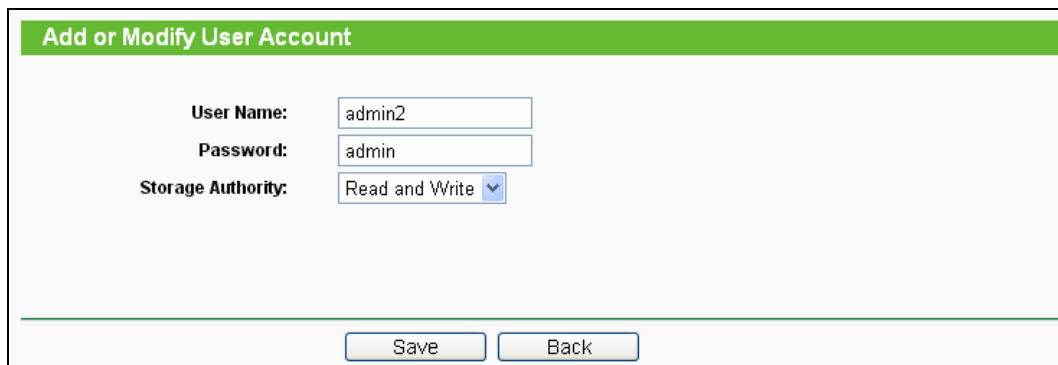 Add or Modify User Account
User Name: admin2
Password: admin
Storage Authority: Read and Write
Save Back